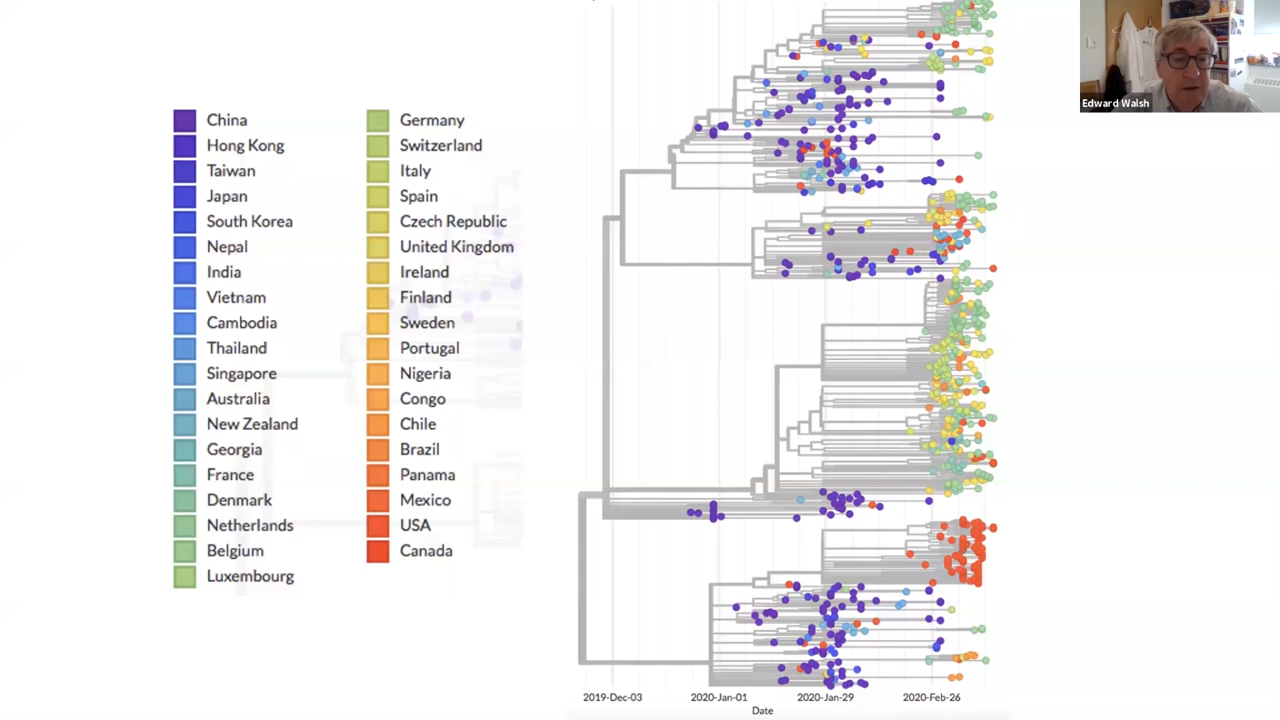 China
Hong Kong
Taiwan
Japan
South Korea
Nepal
India
Vietnam
Cambodia
Thailand
Singapore
Australia
New Zealand
Georgia
France
Denmark
Netherlands
Belgium
Luxembourg
Germany
Switzerland
Italy
Spain
Czech Republic
United Kingdom
Ireland
Finland
Sweden
Portugal
Nigeria
Congo
Chile
Brazil
Panama
Mexico
USA
Canada
2019-Dec-03 2020-Jan-01 2020-Jan-29 2020-Feb-26
Date
Edward Walsh